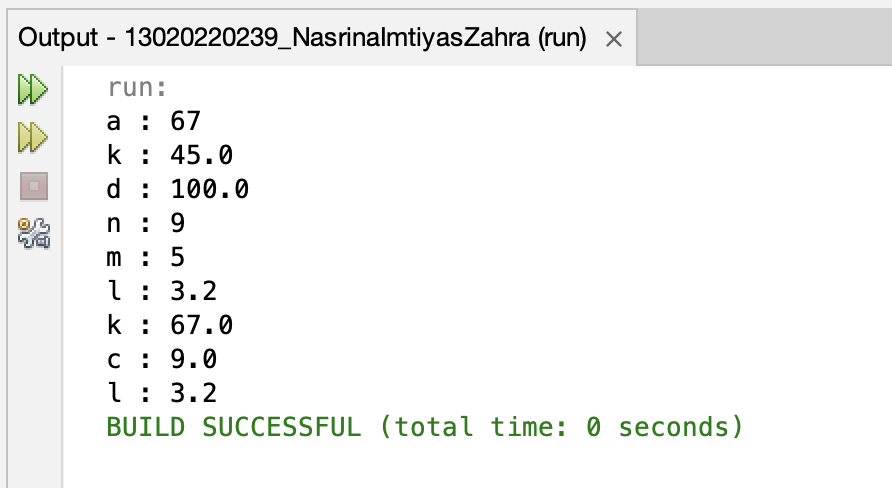 Output - 13020220239_NasrinaImtiyasZahra (run)
run:
a : 67
k : 45.0
d : 100.0
n : 9
m : 5
l : 3.2
k : 67.0
c : 9.0
l : 3.2
BUILD SUCCESSFUL (total time: 0 seconds)